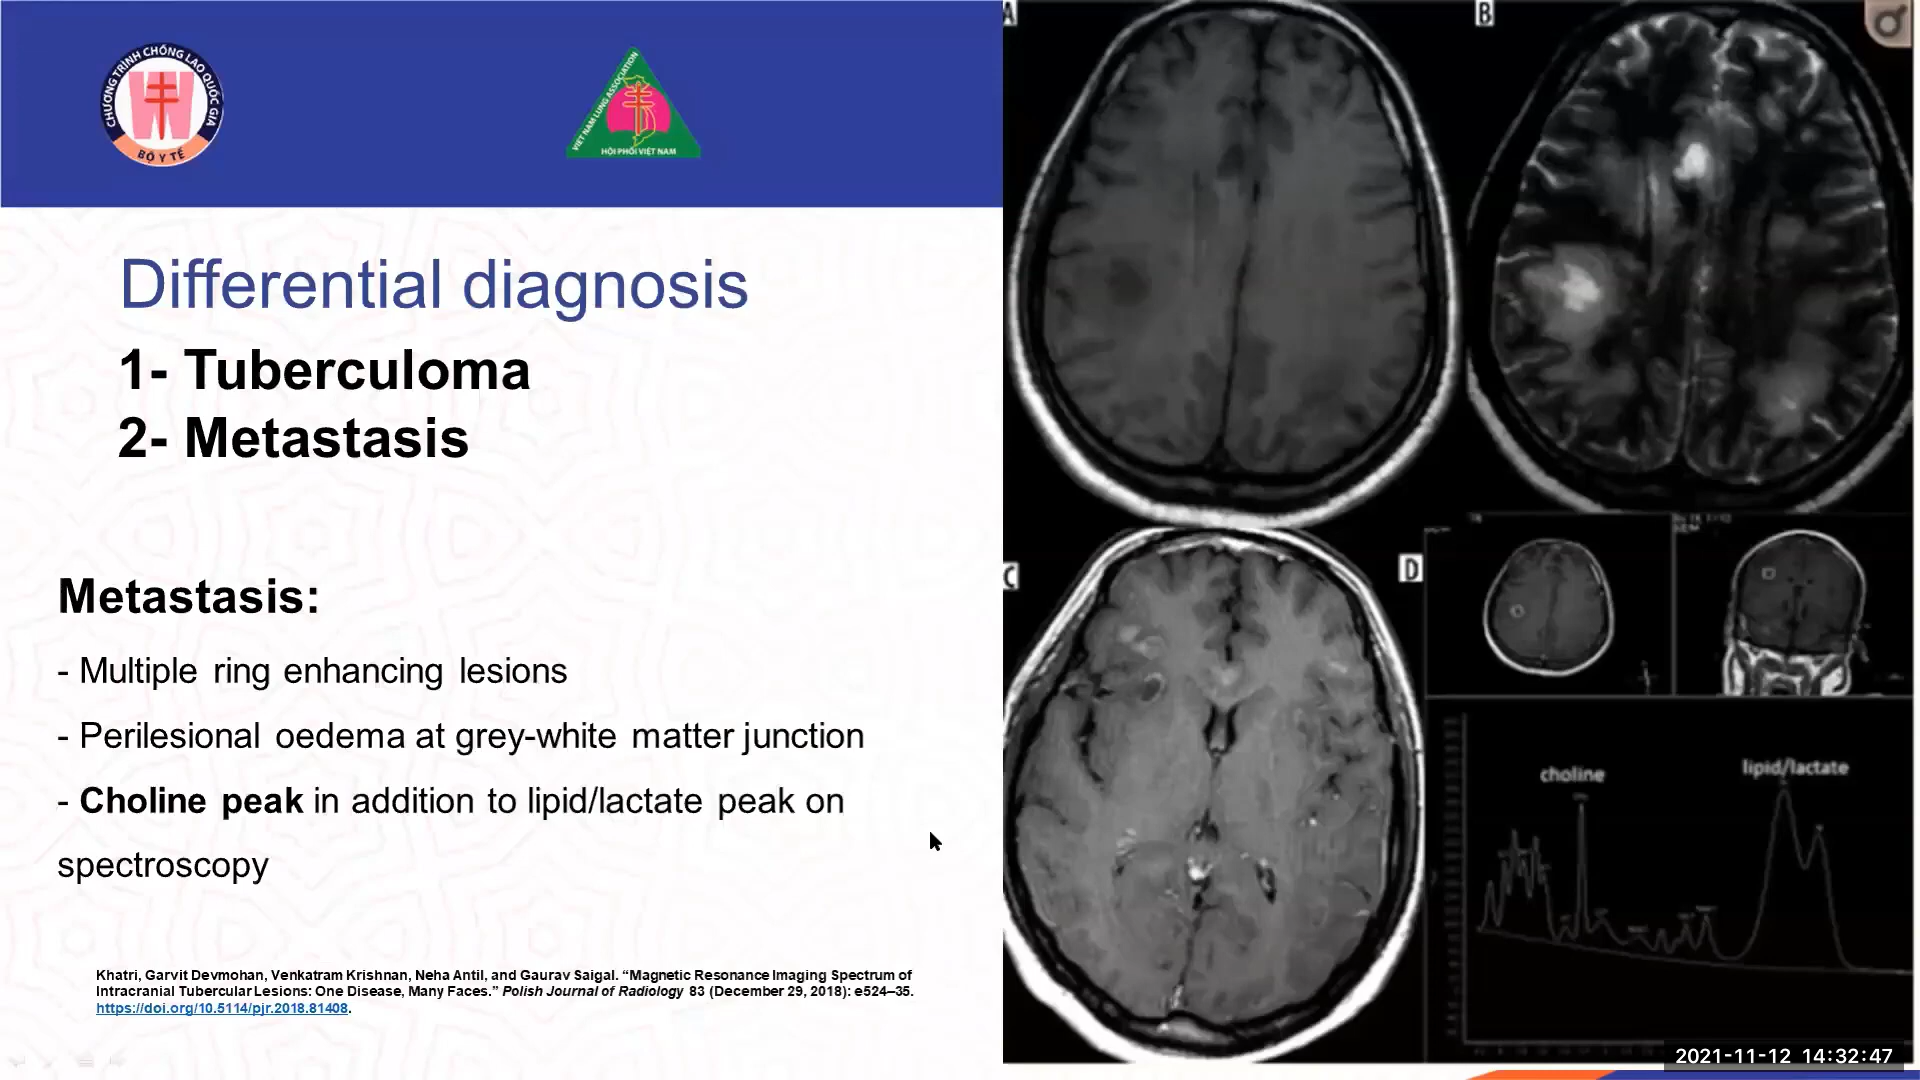 CHƯƠNG TRÌNH CHỐNG LAO QUỐC GIA
BỘ Y TẾ
VIET NAM LUNG ASSOCIATION
HỘI PHỔI VIỆT NAM
Differential diagnosis
1- Tuberculoma
2- Metastasis
Metastasis:
- Multiple ring enhancing lesions
- Perilesional oedema at grey-white matter junction
- Choline peak in addition to lipid/lactate peak on
spectroscopy
Khatri, Garvit Devmohan, Venkatram Krishnan, Neha Antil, and Gaurav Saigal. “Magnetic Resonance Imaging Spectrum of
Intracranial Tubercular Lesions: One Disease, Many Faces.” Polish Journal of Radiology 83 (December 29, 2018): e524–35.
https://doi.org/10.5114/pjr.2018.81408.
A
B
C
D
choline
lipid/lactate
2021-11-12 14:32:47